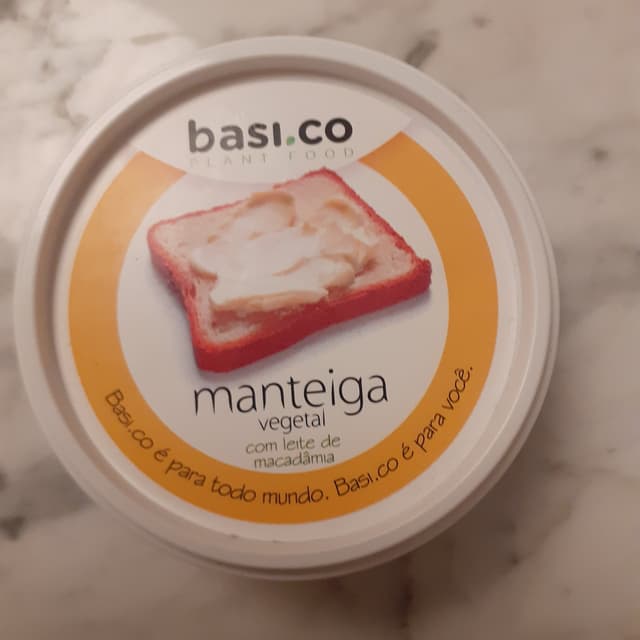 basi.co
PLANT FOOD
manteiga
vegetal
com leite de
macadâmia
Basi.co é para todo mundo. Basi.co é para você.